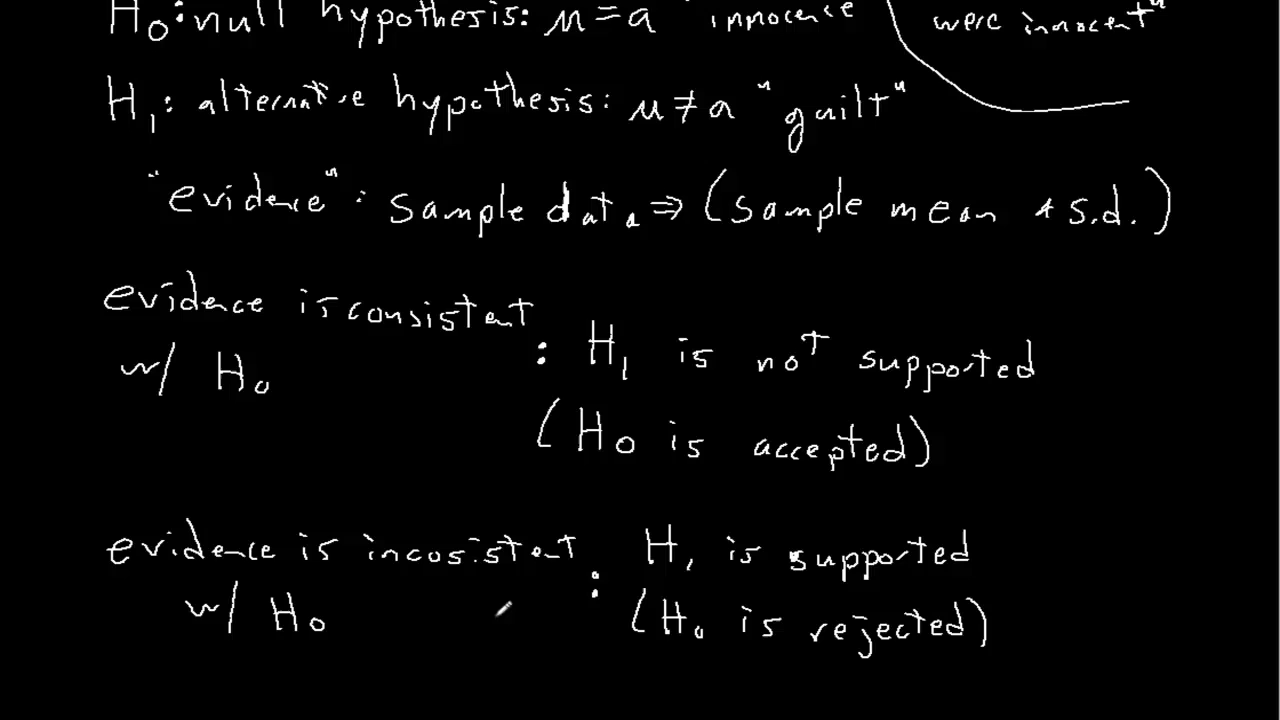 H₀: null hypothesis: μ = a "innocence
were innocent"
H₁: alternative hypothesis: μ ≠ a "guilt"
"evidence": sample data ⇒ (sample mean + s.d.)
evidence is consistent
w/ H₀
: H₁ is not supported
(H₀ is accepted)
evidence is incosistent
w/ H₀
: H₁ is supported
(H₀ is rejected)